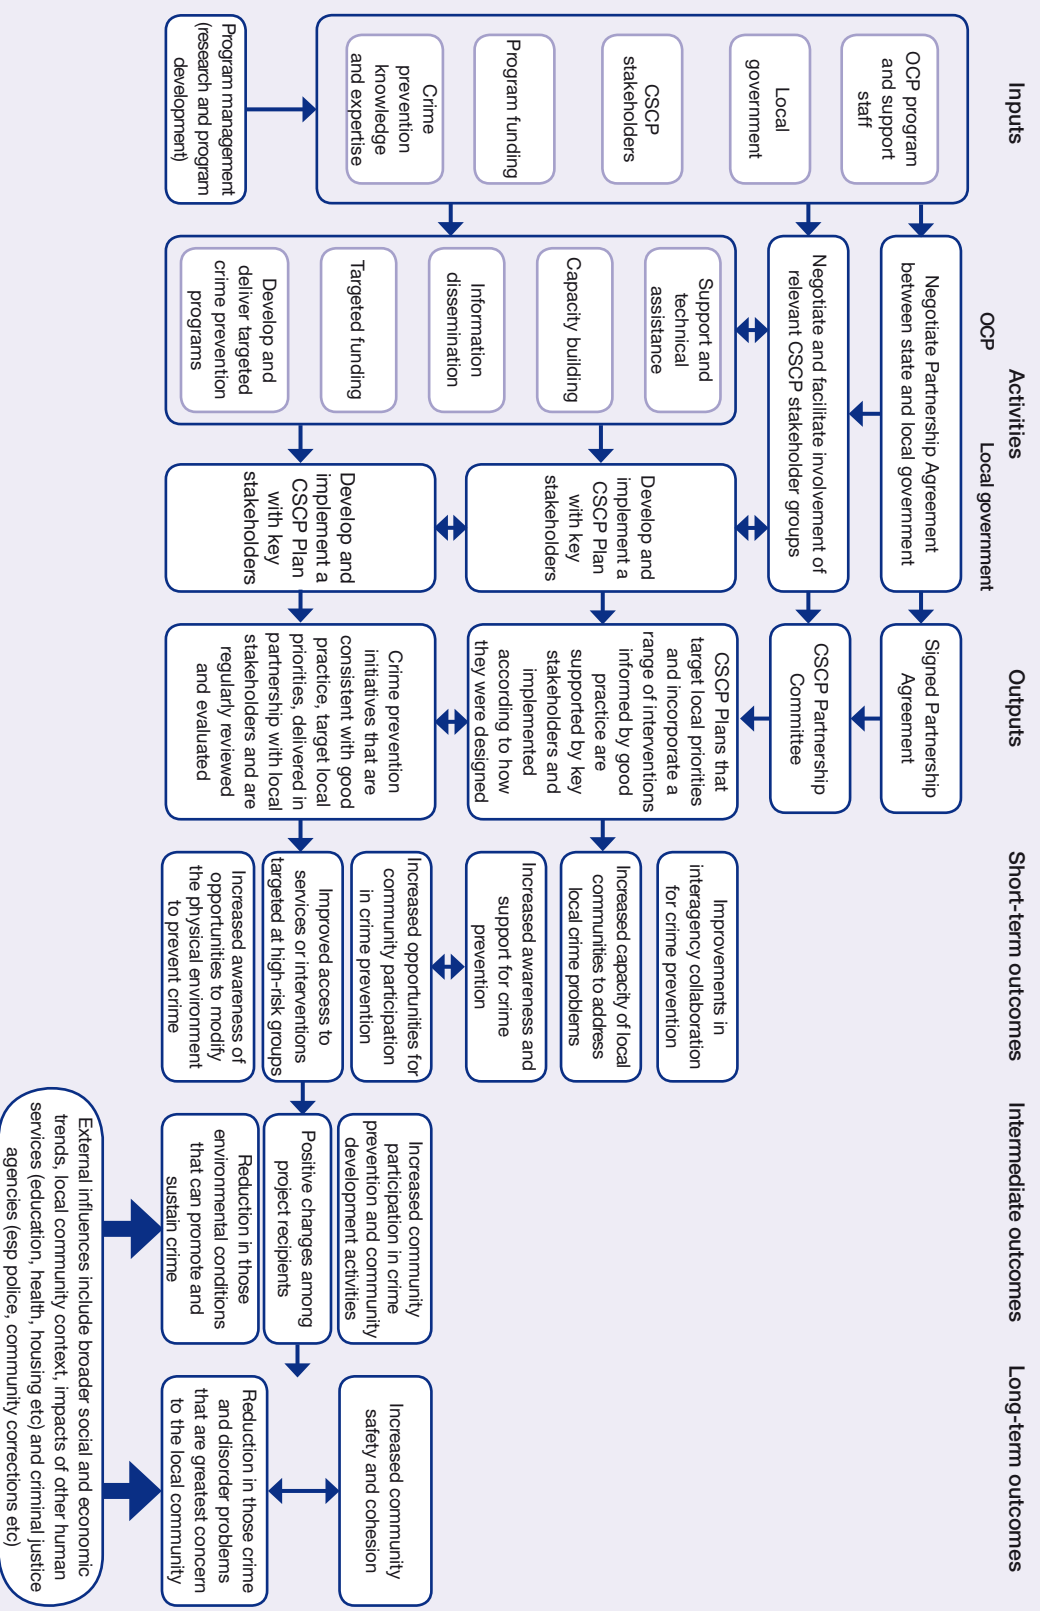 Inputs
Activities
Outputs
Short-term outcomes
Intermediate outcomes
Long-term outcomes
OCP
Local government
OCP program
and support
staff
Local
government
CSCP
stakeholders
Program funding
Crime
prevention
knowledge
and expertise
Program management
(research and program
development)
Negotiate Partnership Agreement
between state and local government
Negotiate and facilitate involvement of
relevant CSCP stakeholder groups
Support and
technical
assistance
Capacity building
Information
dissemination
Targeted funding
Develop and
deliver targeted
crime prevention
programs
Develop and
implement a
CSCP Plan
with key
stakeholders
Develop and
implement a
CSCP Plan
with key
stakeholders
Signed Partnership
Agreement
CSCP Partnership
Committee
CSCP Plans that
target local priorities
and incorporate a
range of interventions
informed by good
practice are
supported by key
stakeholders and
implemented
according to how
they were designed
Crime prevention
initiatives that are
consistent with good
practice, target local
priorities, delivered in
partnership with local
stakeholders and are
regularly reviewed
and evaluated
Improvements in
interagency collaboration
for crime prevention
Increased capacity of local
communities to address
local crime problems
Increased awareness and
support for crime
prevention
Increased opportunities for
community participation
in crime prevention
Improved access to
services or interventions
targeted at high-risk groups
Increased awareness of
opportunities to modify
the physical environment
to prevent crime
Increased community
participation in crime
prevention and community
development activities
Positive changes among
project recipients
Reduction in those
environmental conditions
that can promote and
sustain crime
Increased community
safety and cohesion
Reduction in those crime
and disorder problems
that are greatest concern
to the local community
External influences include broader social and economic
trends, local community context, impacts of other human
services (education, health, housing etc) and criminal justice
agencies (esp police, community corrections etc)